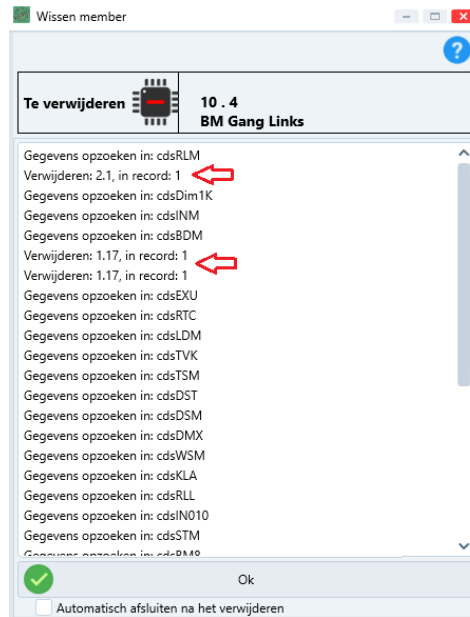 Wissen member
?
Te verwijderen
10 . 4
BM Gang Links
Gegevens opzoeken in: cdsRLM
Verwijderen: 2.1, in record: 1
Gegevens opzoeken in: cdsDim1K
Gegevens opzoeken in: cdsINM
Gegevens opzoeken in: cdsBDM
Verwijderen: 1.17, in record: 1
Verwijderen: 1.17, in record: 1
Gegevens opzoeken in: cdsEXU
Gegevens opzoeken in: cdsRTC
Gegevens opzoeken in: cdsLDM
Gegevens opzoeken in: cdsTVK
Gegevens opzoeken in: cdsTSM
Gegevens opzoeken in: cdsDST
Gegevens opzoeken in: cdsDSM
Gegevens opzoeken in: cdsDMX
Gegevens opzoeken in: cdsWSM
Gegevens opzoeken in: cdsKLA
Gegevens opzoeken in: cdsRLL
Gegevens opzoeken in: cdsIN010
Gegevens opzoeken in: cdsSTM
Gegevens opzoeken in: cdsBM8
Ok
Automatisch afsluiten na het verwijderen